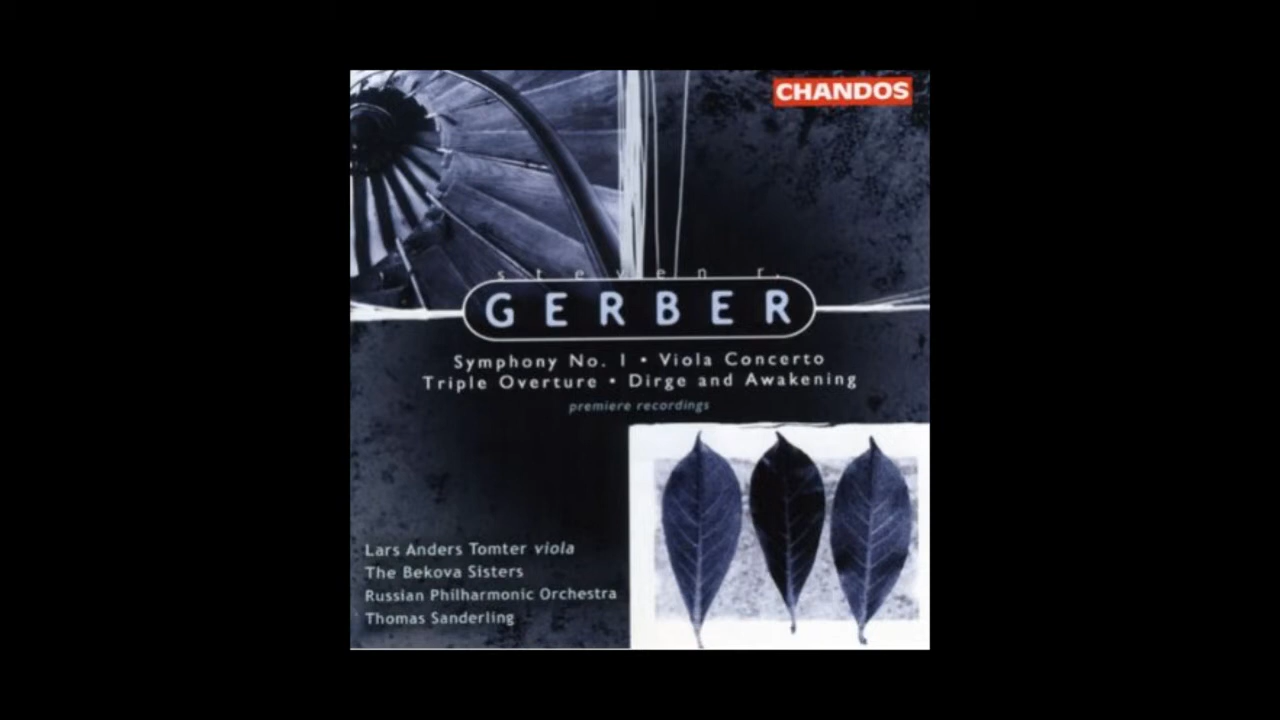 CHANDOS
steven r.
GERBER
Symphony No. 1 • Viola Concerto
Triple Overture • Dirge and Awakening
premiere recordings
Lars Anders Tomter viola
The Bekova Sisters
Russian Philharmonic Orchestra
Thomas Sanderling